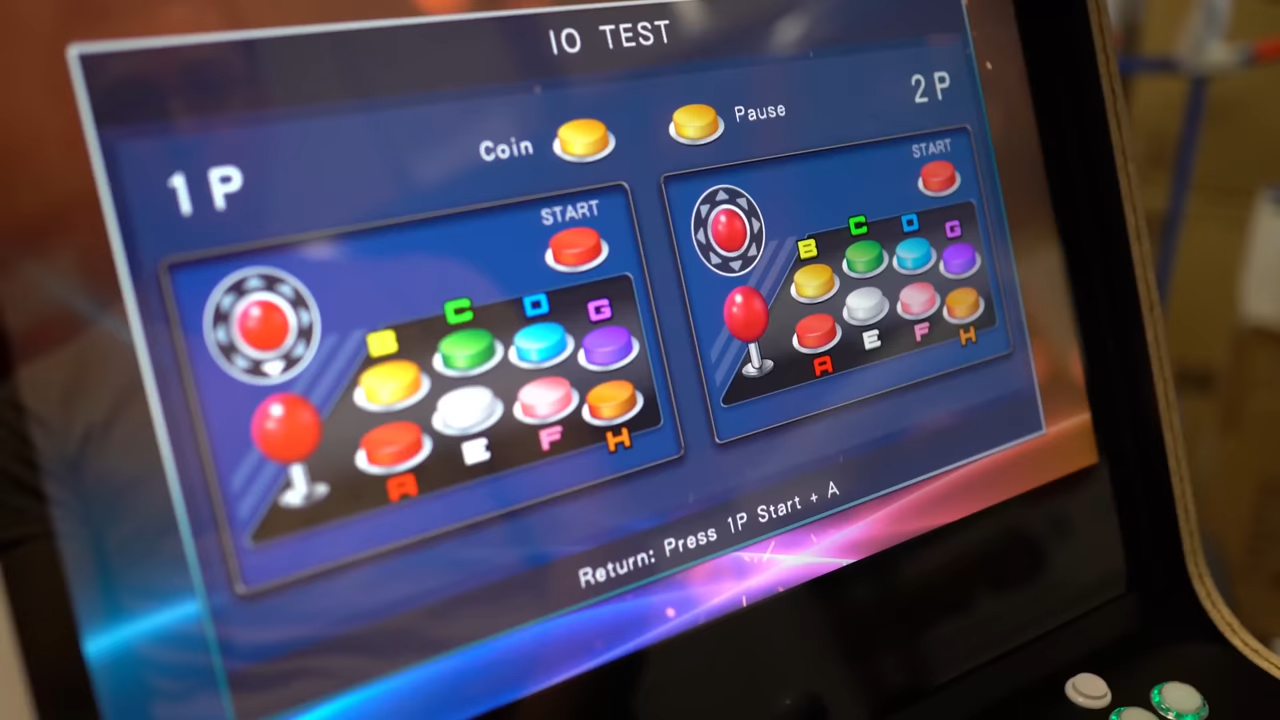 IO TEST
Coin
Pause
1P
2P
START
B
C
D
G
A
E
F
H
START
B
C
D
G
A
E
F
H
Return: Press 1P Start + A